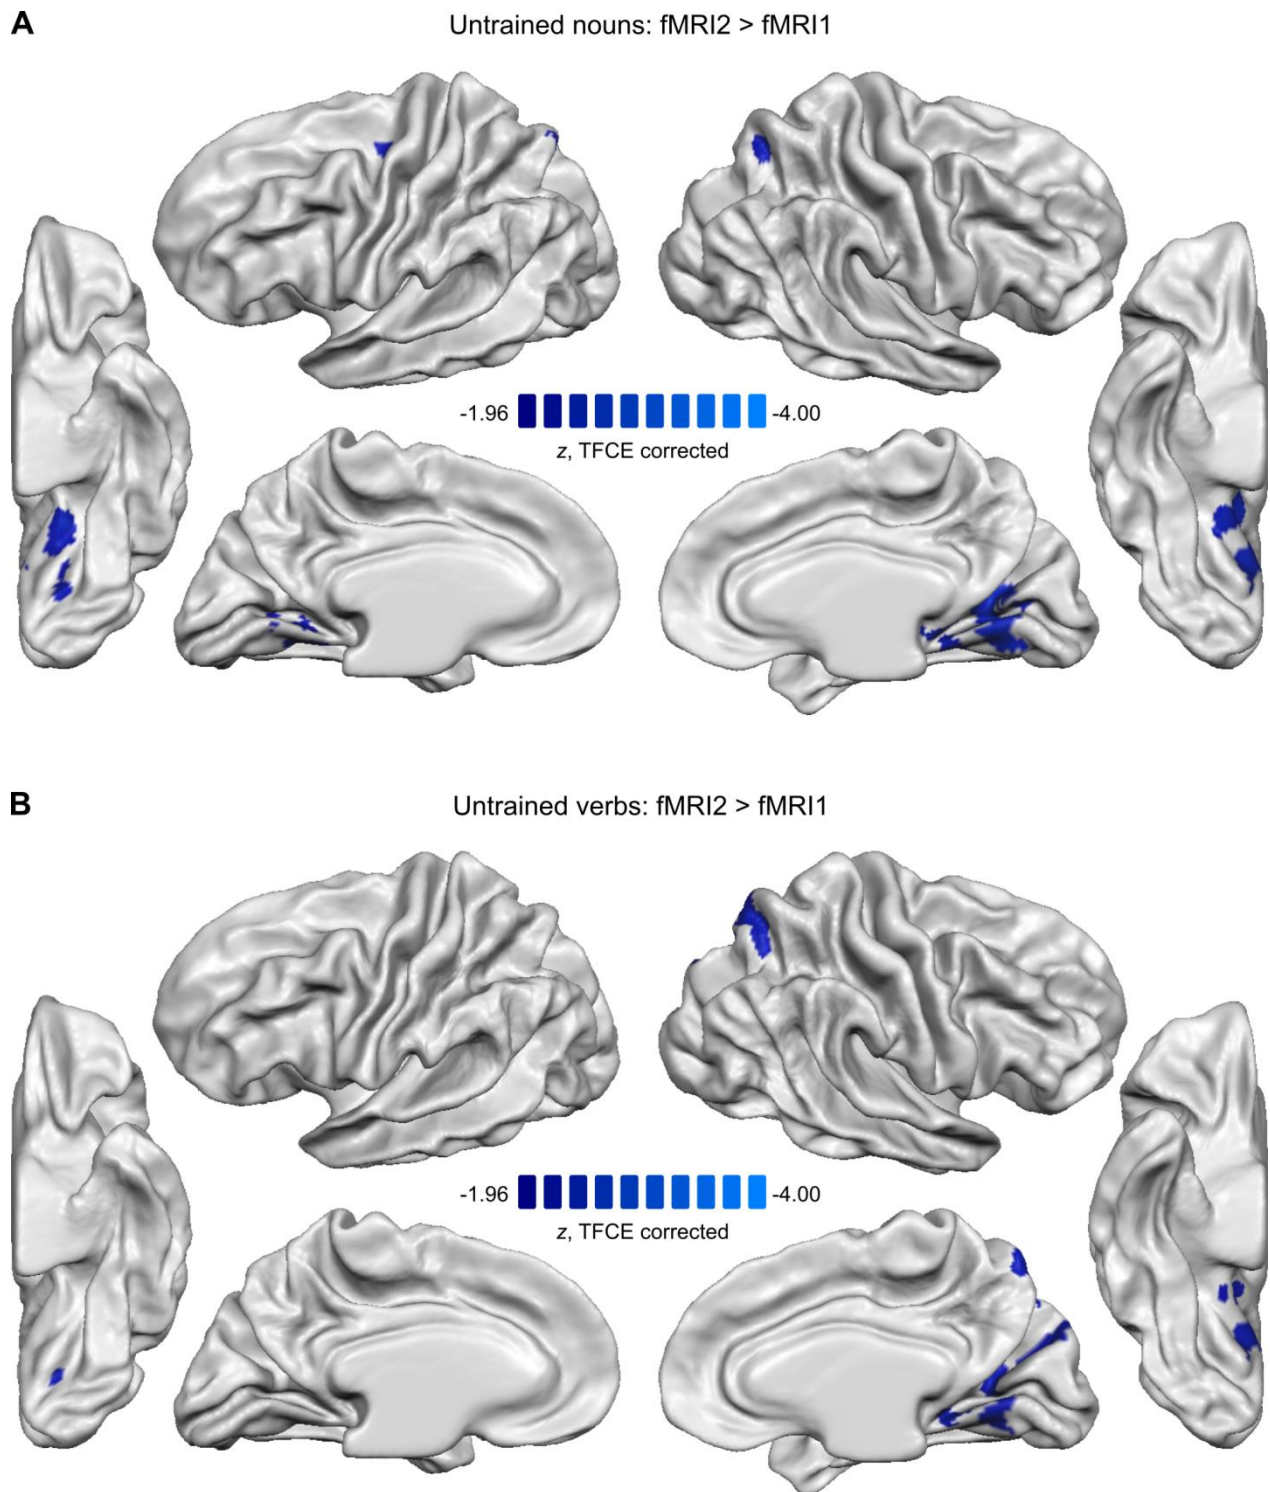 A
Untrained nouns: fMRI2 > fMRI1
-1.96 -4.00
z, TFCE corrected
B
Untrained verbs: fMRI2 > fMRI1
-1.96 -4.00
z, TFCE corrected